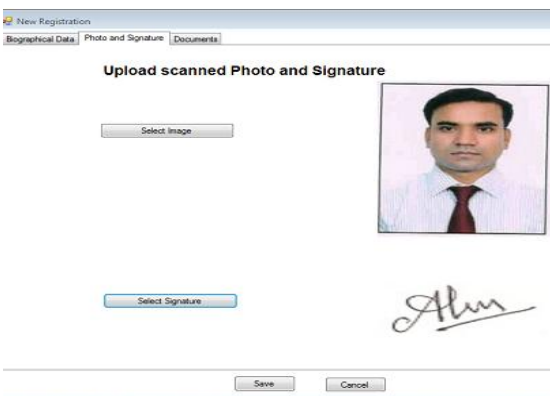 New Registration
Biographical Data Photo and Signature Documents
Upload scanned Photo and Signature
Select Image
Select Signature
Save Cancel